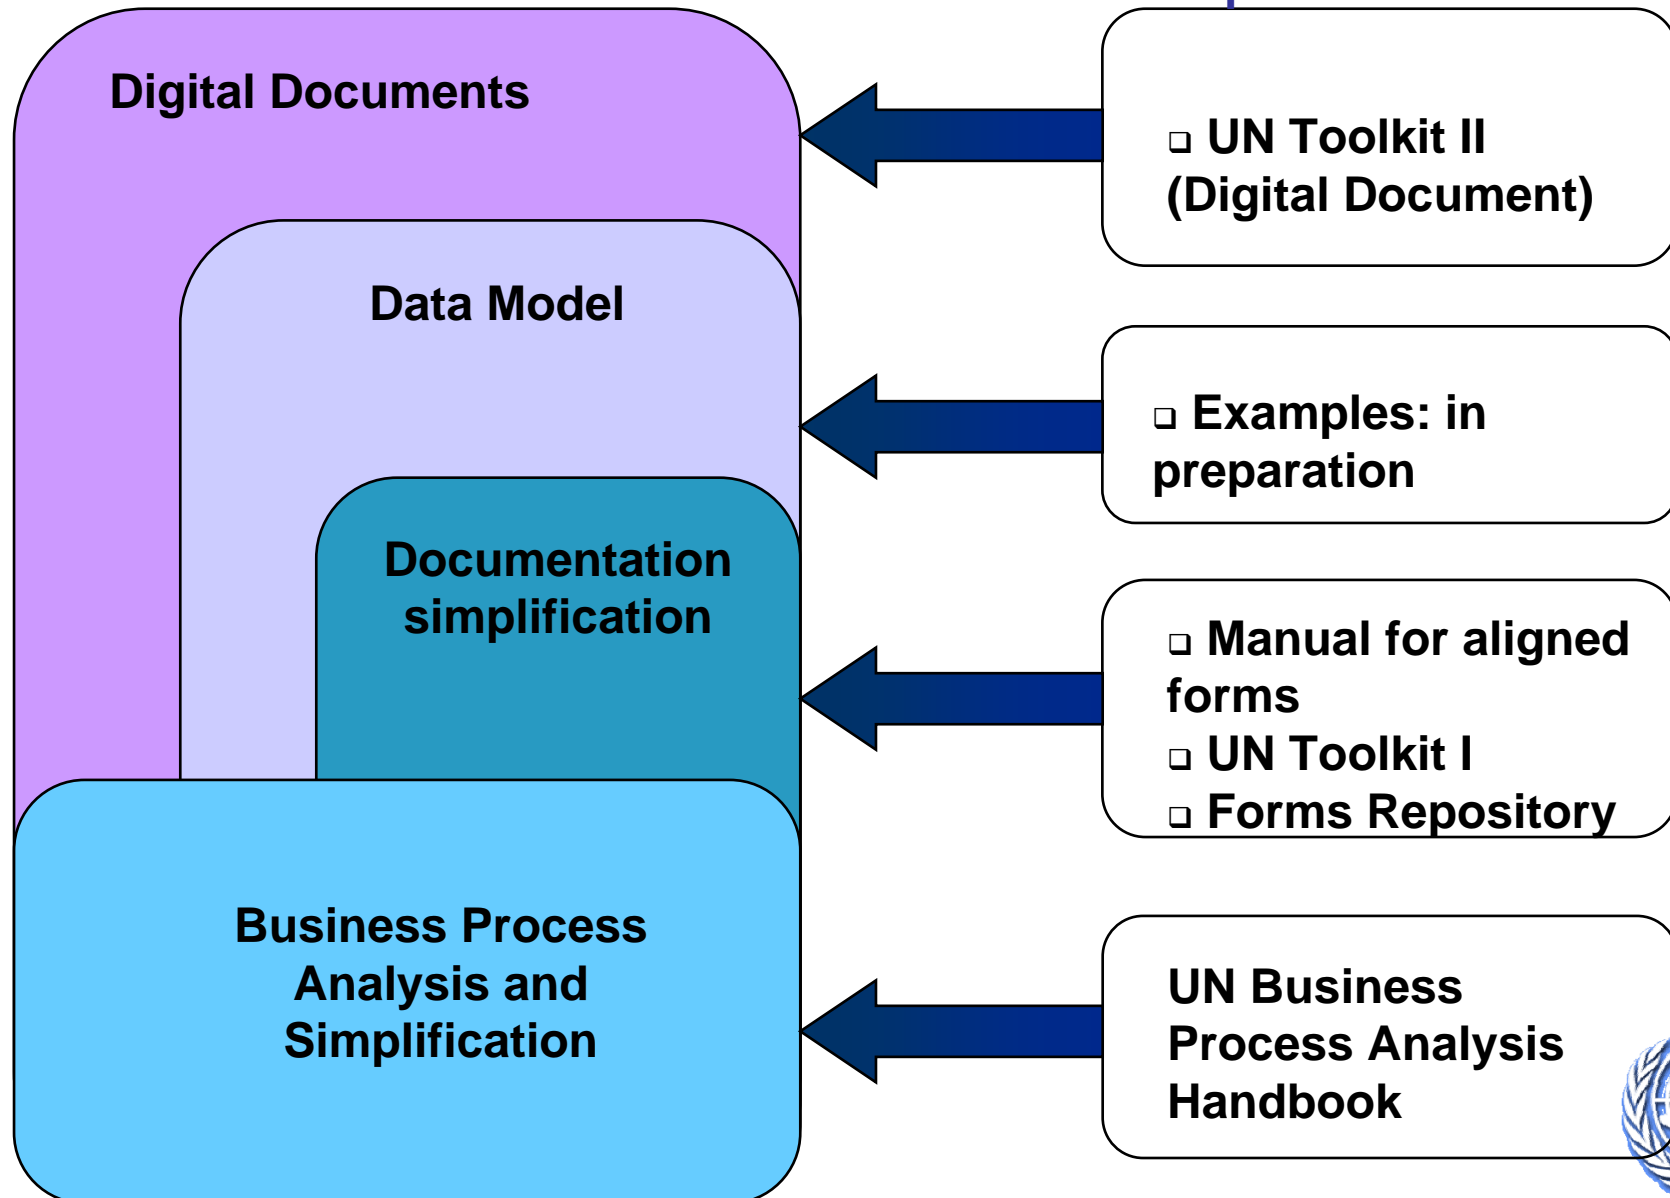 Digital Documents
❑ UN Toolkit II
(Digital Document)
Data Model
❑ Examples: in
preparation
Documentation
simplification
❑ Manual for aligned
forms
❑ UN Toolkit I
❑ Forms Repository
Business Process
Analysis and
Simplification
UN Business
Process Analysis
Handbook